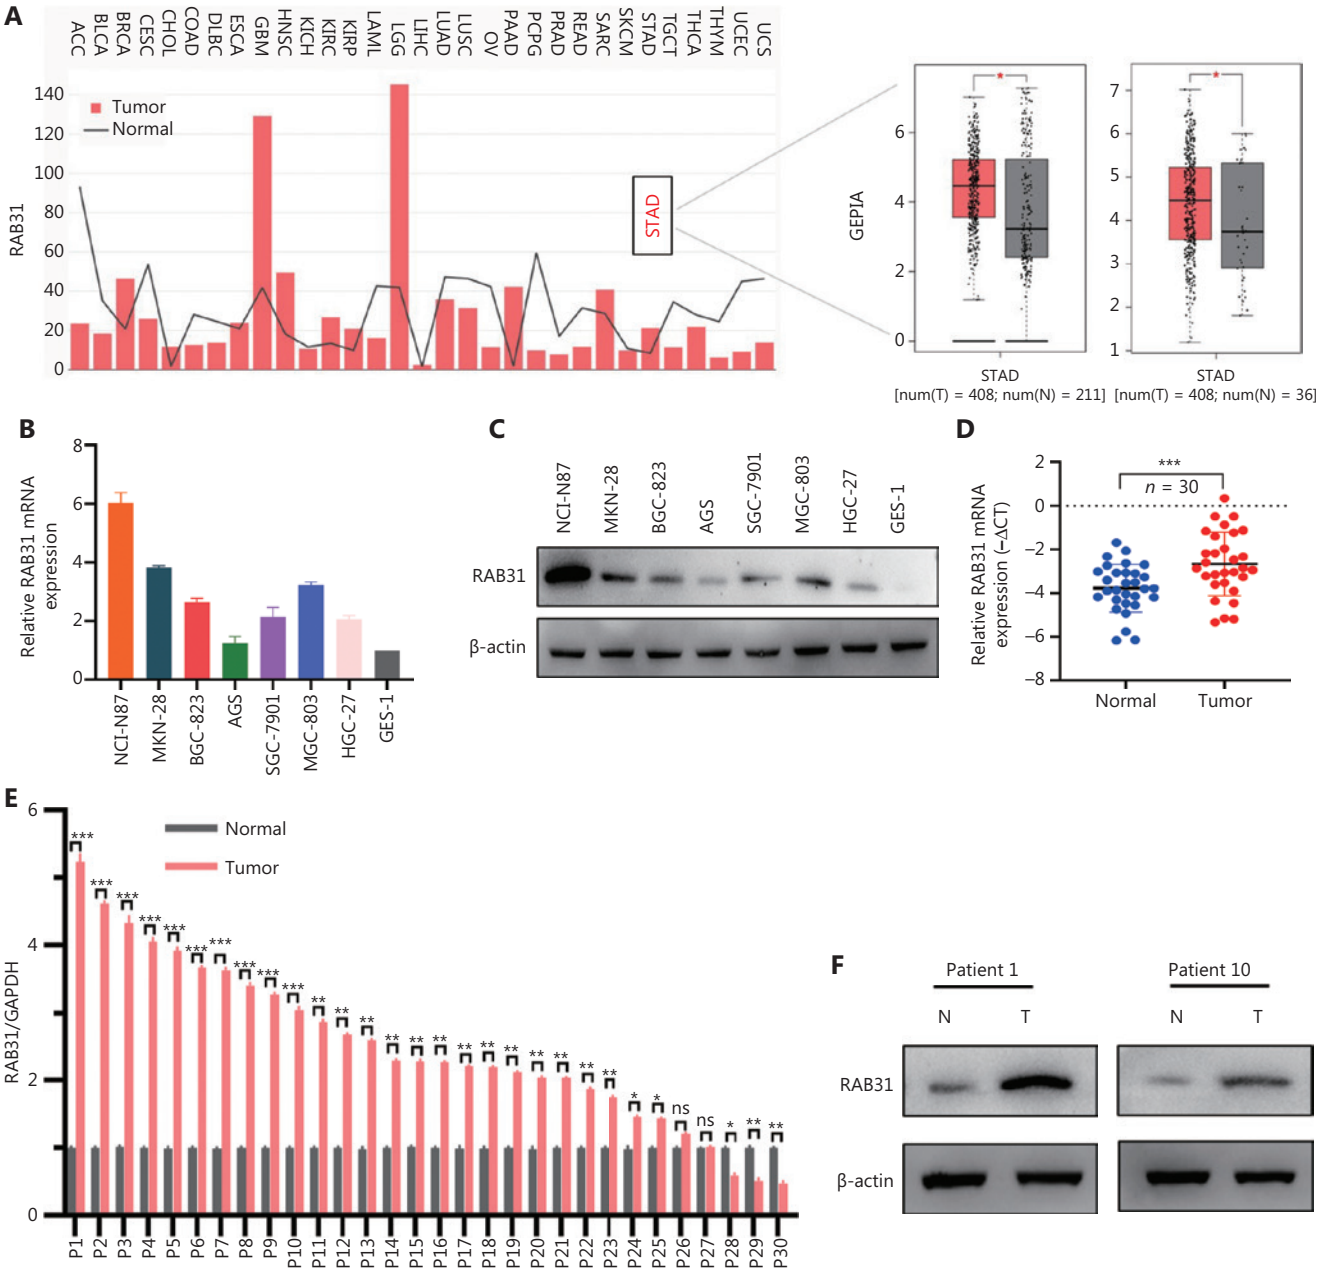 A
ACC
BLCA
BRCA
CESC
CHOL
COAD
DLBC
ESCA
GBM
HNSC
KICH
KIRC
KIRP
LAML
LGG
LIHC
LUAD
LUSC
OV
PAAD
PCPG
PRAD
READ
SARC
SKCM
STAD
TGCT
THCA
THYM
UCEC
UCS
RAB31
140
120
100
80
60
40
20
0
Tumor
Normal
STAD
GEPIA
6
4
2
0
*
STAD
[num(T) = 408; num(N) = 211]
7
6
5
4
3
2
1
*
STAD
[num(T) = 408; num(N) = 36]
B
Relative RAB31 mRNA
expression
8
6
4
2
0
NCI-N87
MKN-28
BGC-823
AGS
SGC-7901
MGC-803
HGC-27
GES-1
C
NCI-N87
MKN-28
BGC-823
AGS
SGC-7901
MGC-803
HGC-27
GES-1
RAB31
β-actin
D
Relative RAB31 mRNA
expression (−ΔCT)
2
0
−2
−4
−6
−8
***
n = 30
Normal
Tumor
E
RAB31/GAPDH
6
4
2
0
Normal
Tumor
***
***
***
***
***
***
***
***
***
***
**
**
**
**
**
**
**
**
**
**
**
**
**
*
*
ns
ns
*
**
**
P1
P2
P3
P4
P5
P6
P7
P8
P9
P10
P11
P12
P13
P14
P15
P16
P17
P18
P19
P20
P21
P22
P23
P24
P25
P26
P27
P28
P29
P30
F
Patient 1
Patient 10
N T
N T
RAB31
β-actin